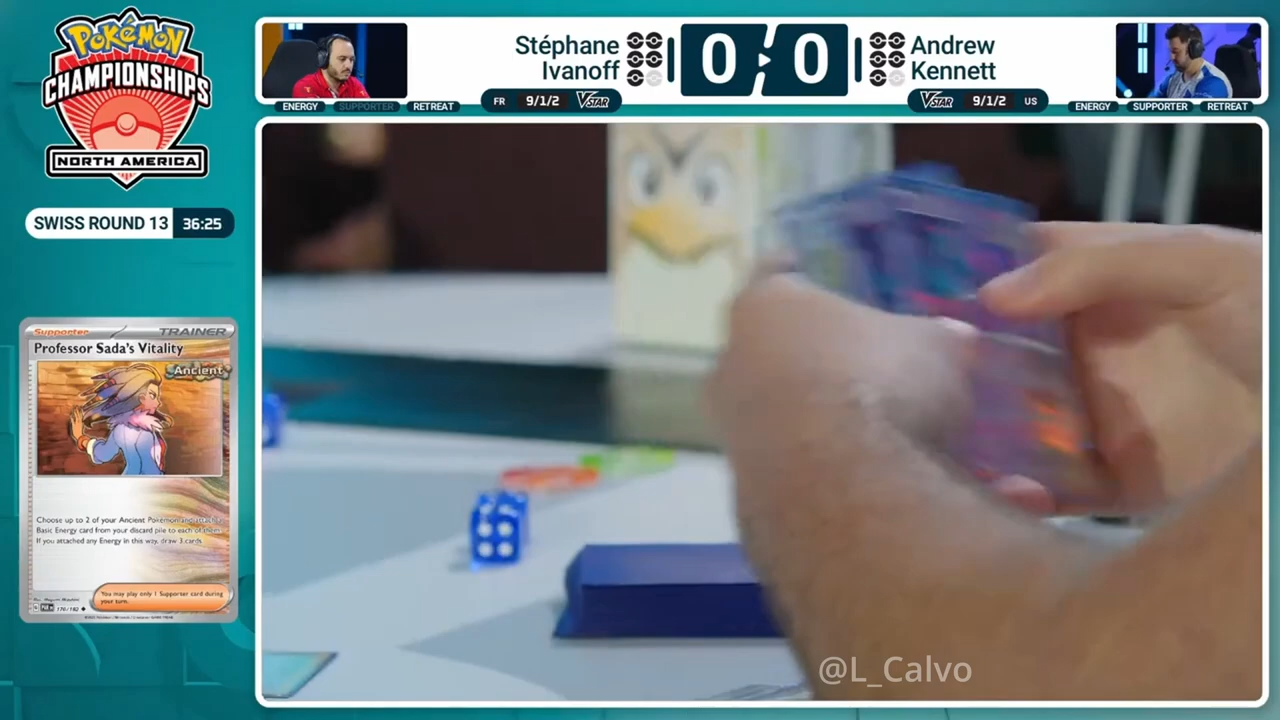 Pokémon
CHAMPIONSHIPS
NORTH AMERICA
SWISS ROUND 13 36:25
Stéphane
Ivanoff
0 0
Andrew
Kennett
ENERGY SUPPORTER RETREAT
FR 9/1/2 VSTAR
VSTAR 9/1/2 US
ENERGY SUPPORTER RETREAT
Supporter TRAINER
Professor Sada's Vitality
Ancient
Choose up to 2 of your Ancient Pokémon and attach a
Basic Energy card from your discard pile to each of them.
If you attached any Energy in this way, draw 3 cards.
You may play only 1 Supporter card during
your turn.
170/182
@L_Calvo